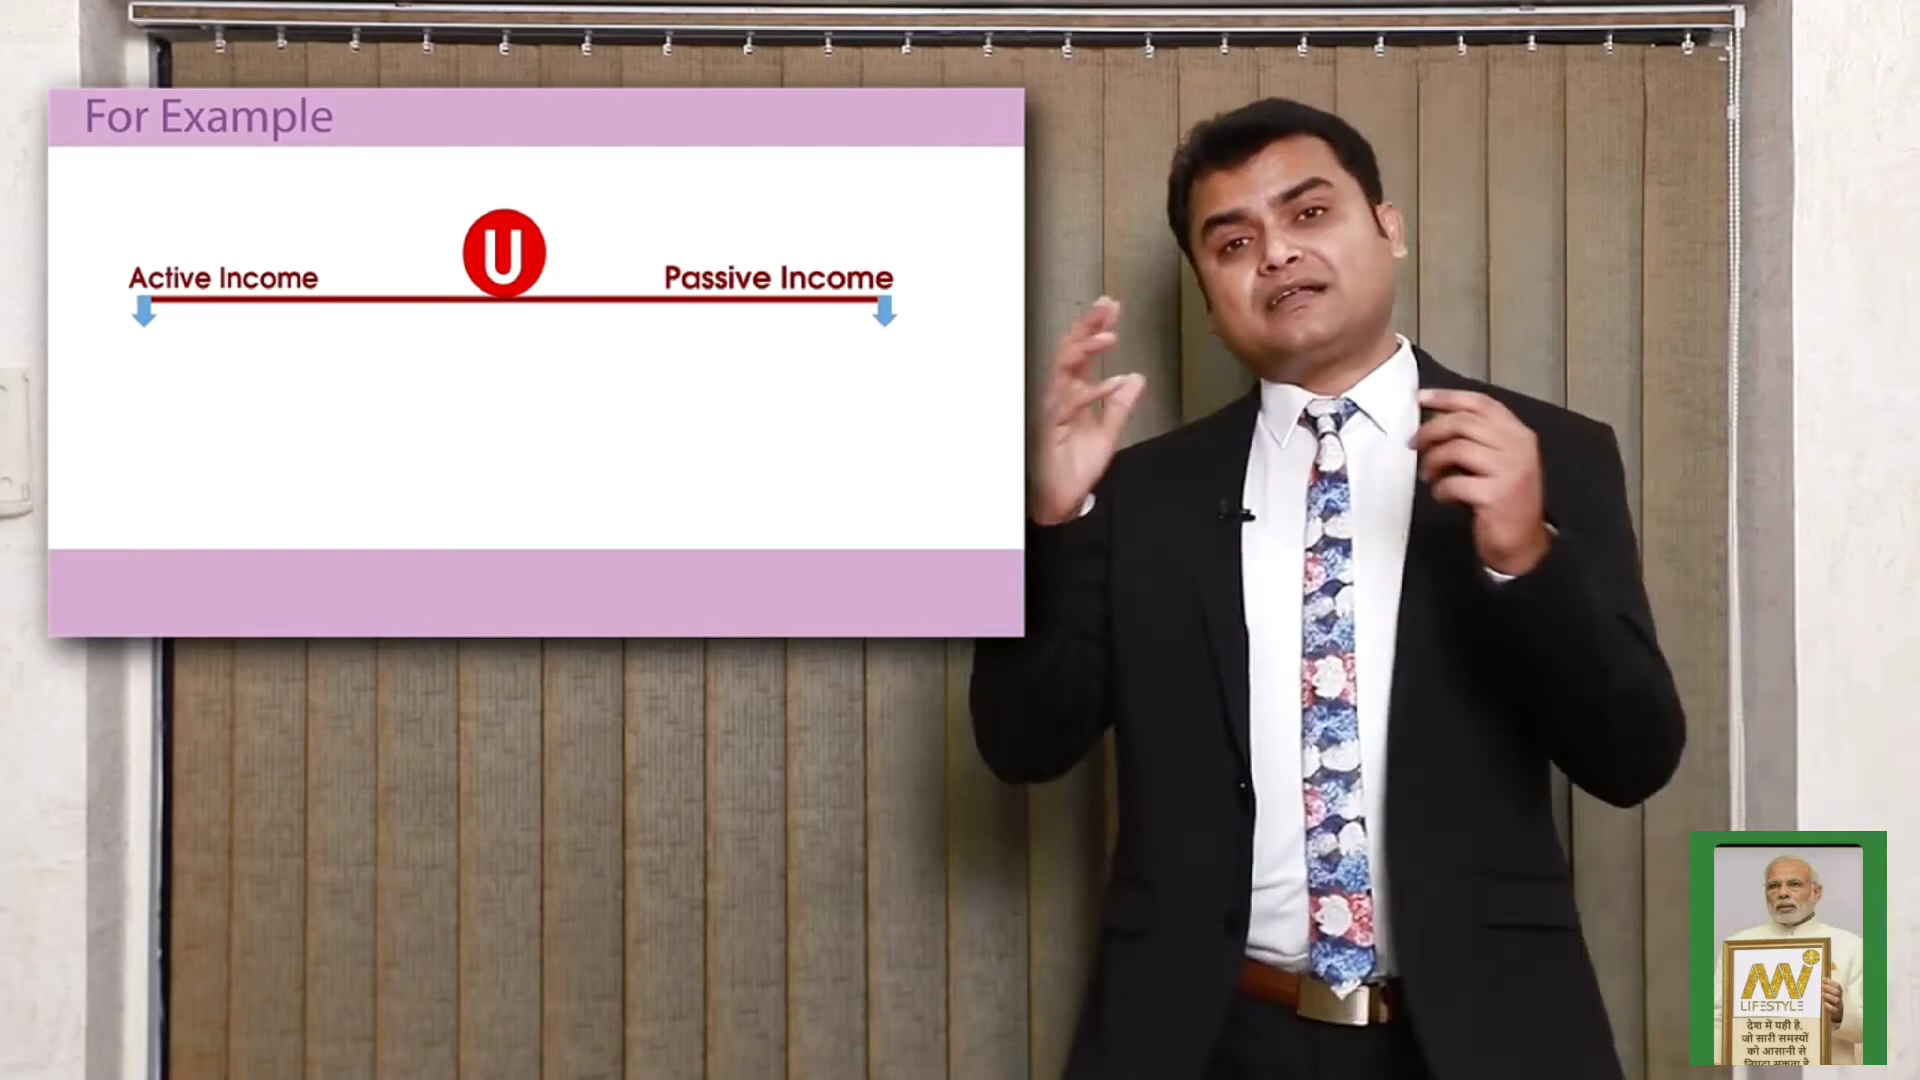 For Example
U
Active Income
Passive Income
LIFESTYLE
देश में यही है,
जो सारी समस्यों
को आसानी से